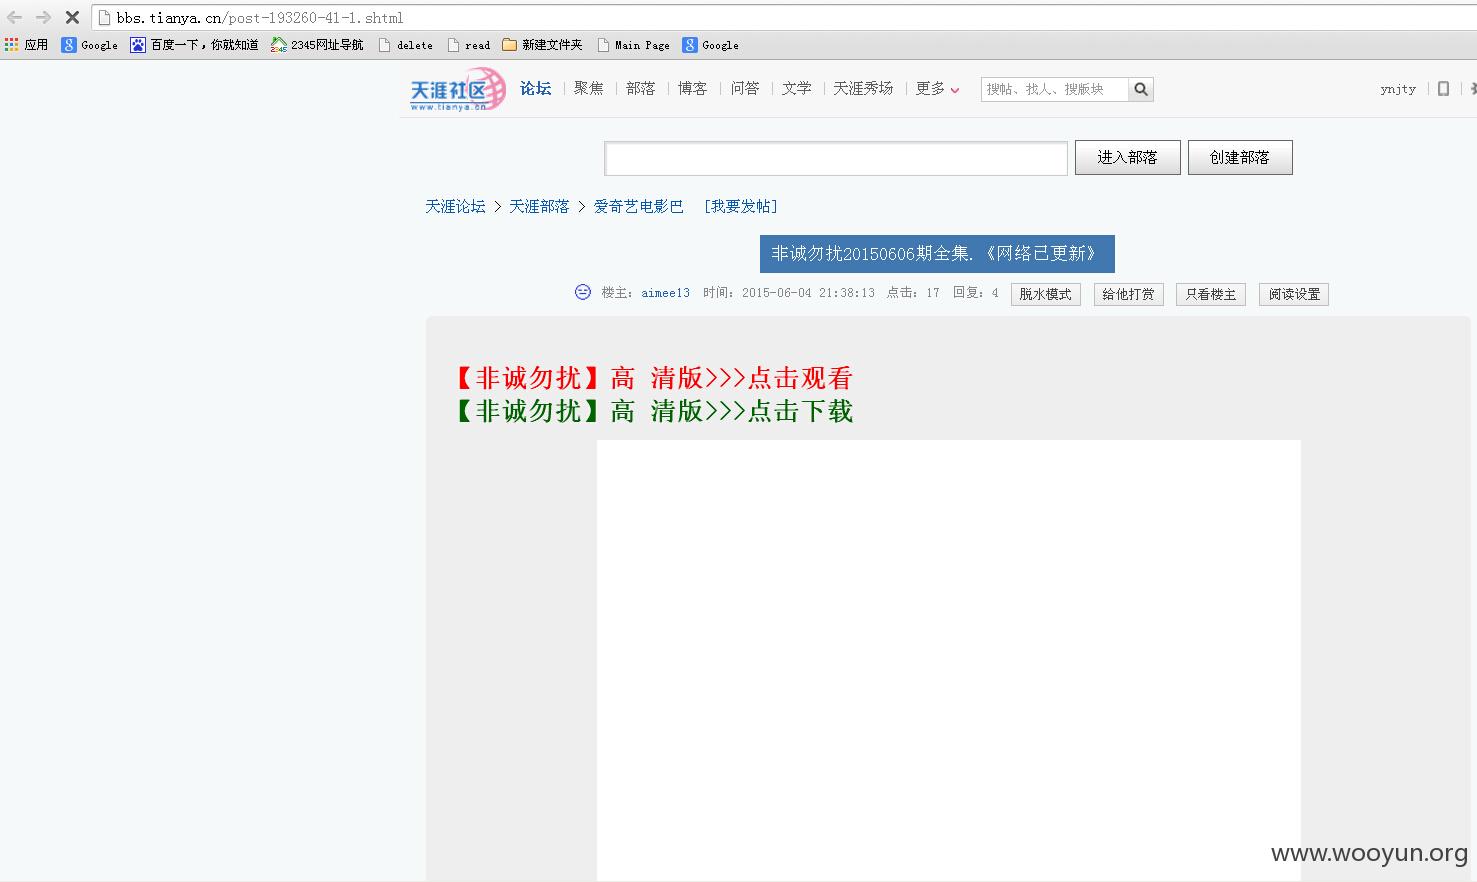 bbs.tianya.cn/post-193260-41-1.shtml
应用 Google 百度一下，你就知道 2345网址导航 delete read 新建文件夹 Main Page Google
天涯社区 www.tianya.cn 论坛 聚焦 部落 博客 问答 文学 天涯秀场 更多 搜帖、找人、搜版块 ynjty
进入部落 创建部落
天涯论坛 > 天涯部落 > 爱奇艺电影巴 [我要发帖]
非诚勿扰20150606期全集.《网络已更新》
楼主：aimee13 时间：2015-06-04 21:38:13 点击：17 回复：4 脱水模式 给他打赏 只看楼主 阅读设置
【非诚勿扰】高 清版>>>点击观看
【非诚勿扰】高 清版>>>点击下载
www.wooyun.org